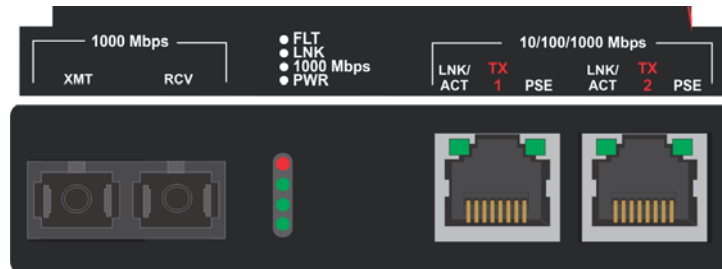 1000 Mbps
XMT RCV
FLT
LNK
1000 Mbps
PWR
10/100/1000 Mbps
LNK/ TX LNK/ TX
ACT 1 PSE ACT 2 PSE